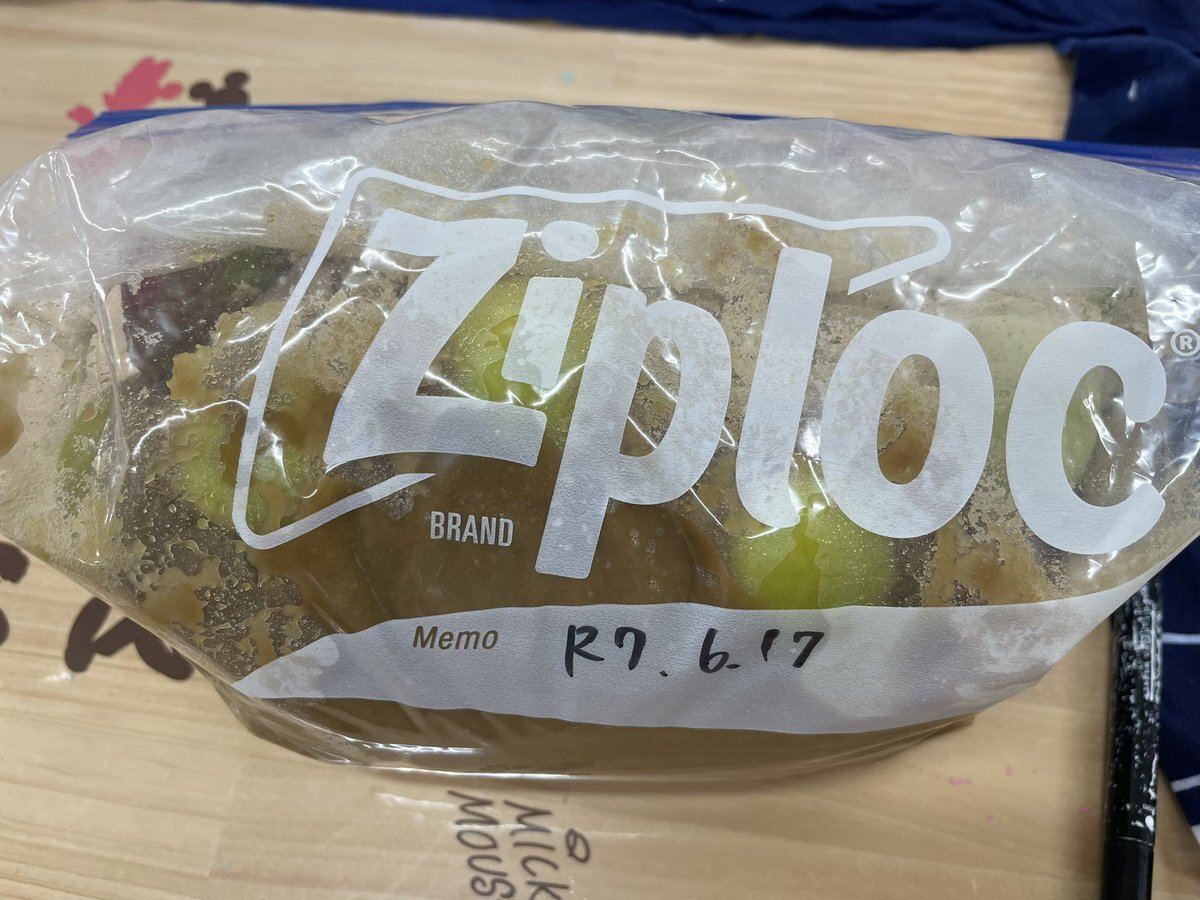 Ziploc®
BRAND
Memo R7.6.17
MICK
MOUS